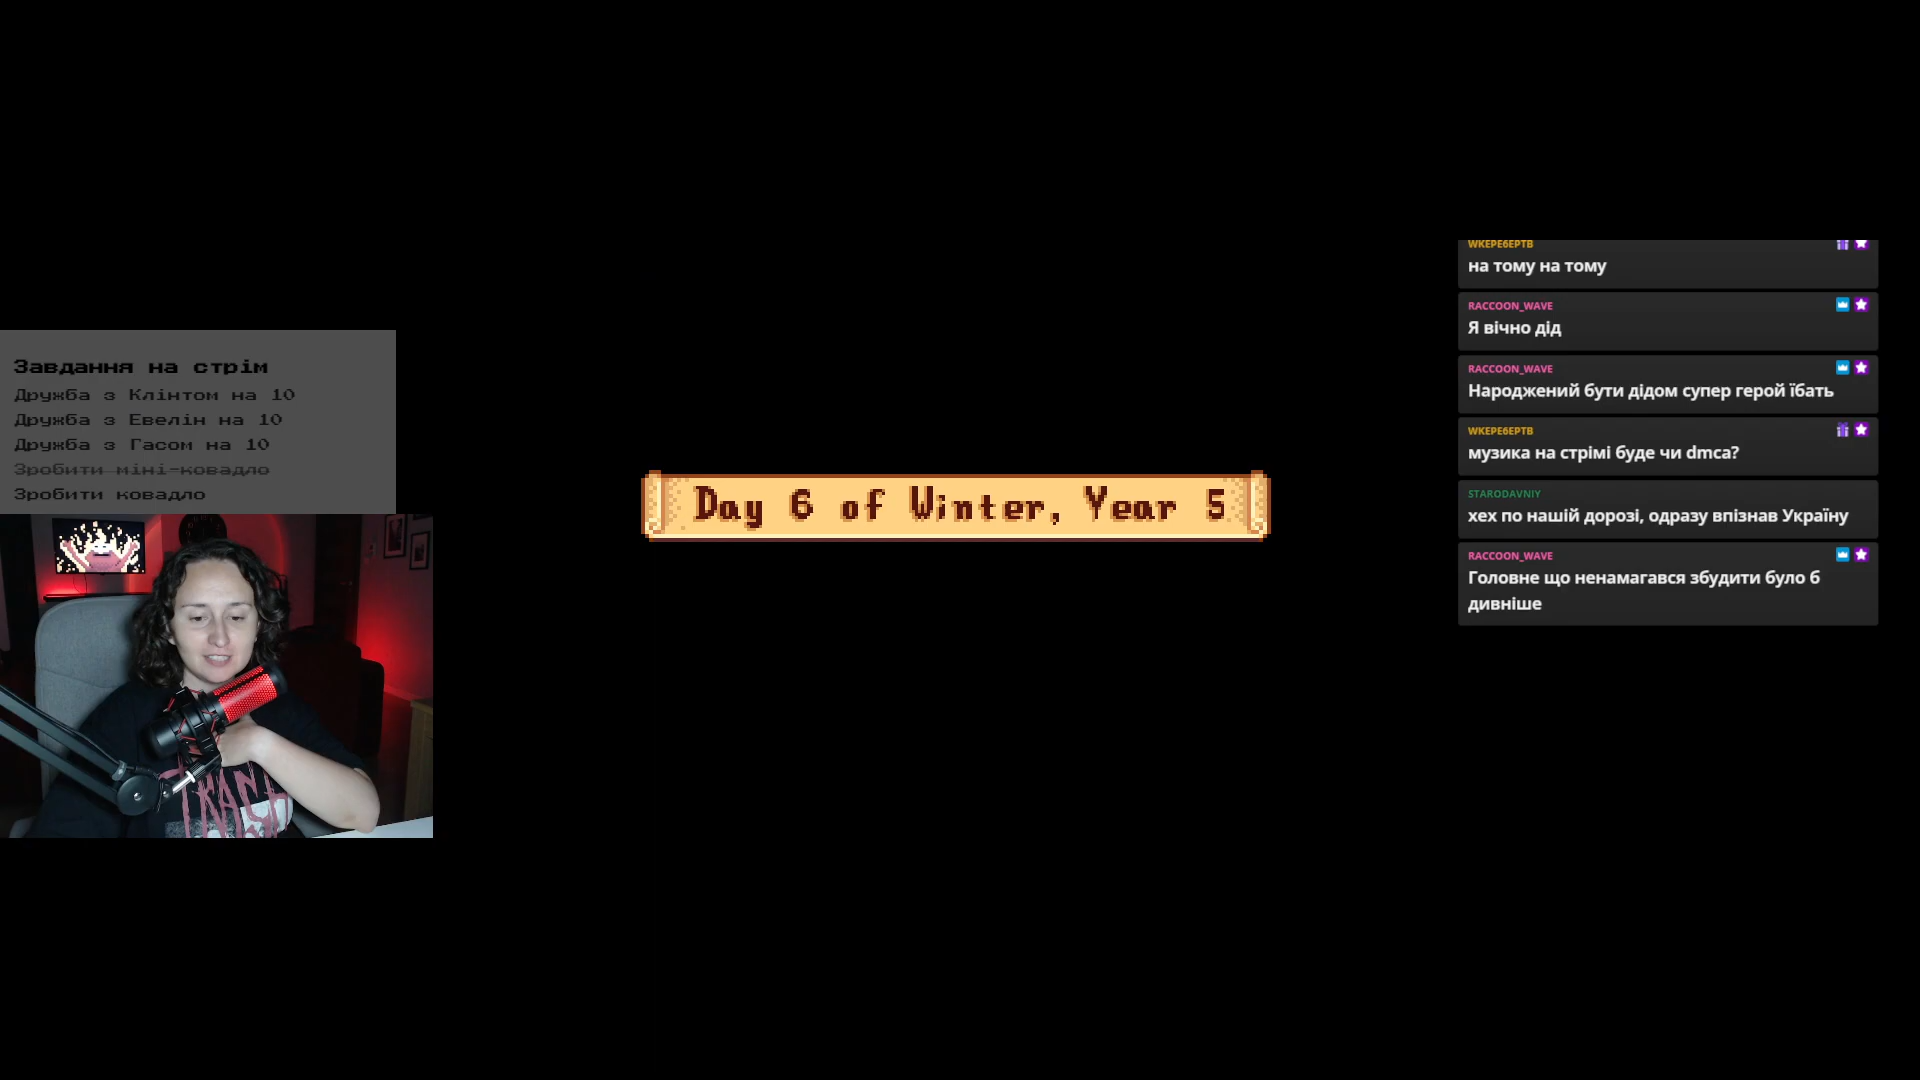 Завдання на стрім
Дружба з Клінтом на 10
Дружба з Евелін на 10
Дружба з Гасом на 10
Зробити міні-ковадло
Зробити ковадло
Day 6 of Winter, Year 5
WKEPE6EPTB
на тому на тому
RACCOON_WAVE
Я вічно дід
RACCOON_WAVE
Народжений бути дідом супер герой їбать
WKEPE6EPTB
музика на стрімі буде чи dmca?
STARODAVNIY
хех по нашій дорозі, одразу впізнав Україну
RACCOON_WAVE
Головне що ненамагався збудити було б
дивніше